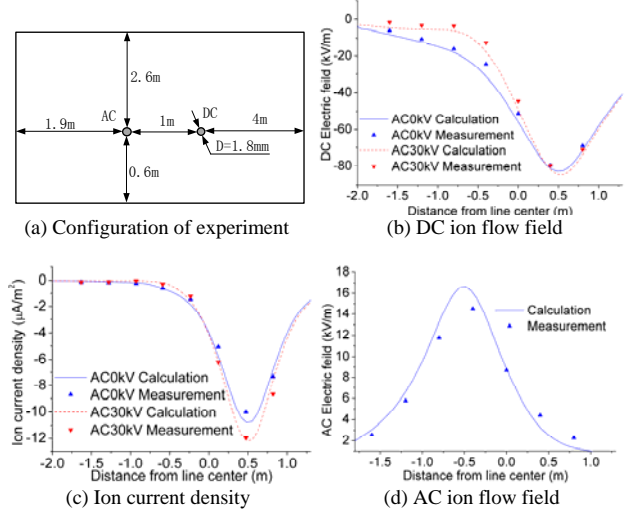 2.6m
AC
DC
1.9m
1m
4m
D=1.8mm
0.6m
(a) Configuration of experiment
DC Electric feild (kV/m)
0
-20
-40
-60
-80
AC0kV Calculation
AC0kV Measurement
AC30kV Calculation
AC30kV Measurement
-2.0 -1.5 -1.0 -0.5 0.0 0.5 1.0
Distance from line center (m)
(b) DC ion flow field
Ion current density (μA/m²)
0
-2
-4
-6
-8
-10
-12
AC0kV Calculation
AC0kV Measurement
AC30kV Calculation
AC30kV Measurement
-2.0 -1.5 -1.0 -0.5 0.0 0.5 1.0
Distance from line center (m)
(c) Ion current density
AC Electric feild (kV/m)
18
16
14
12
10
8
6
4
2
Calculation
Measurement
-1.5 -1.0 -0.5 0.0 0.5 1.0
Distance from line center (m)
(d) AC ion flow field